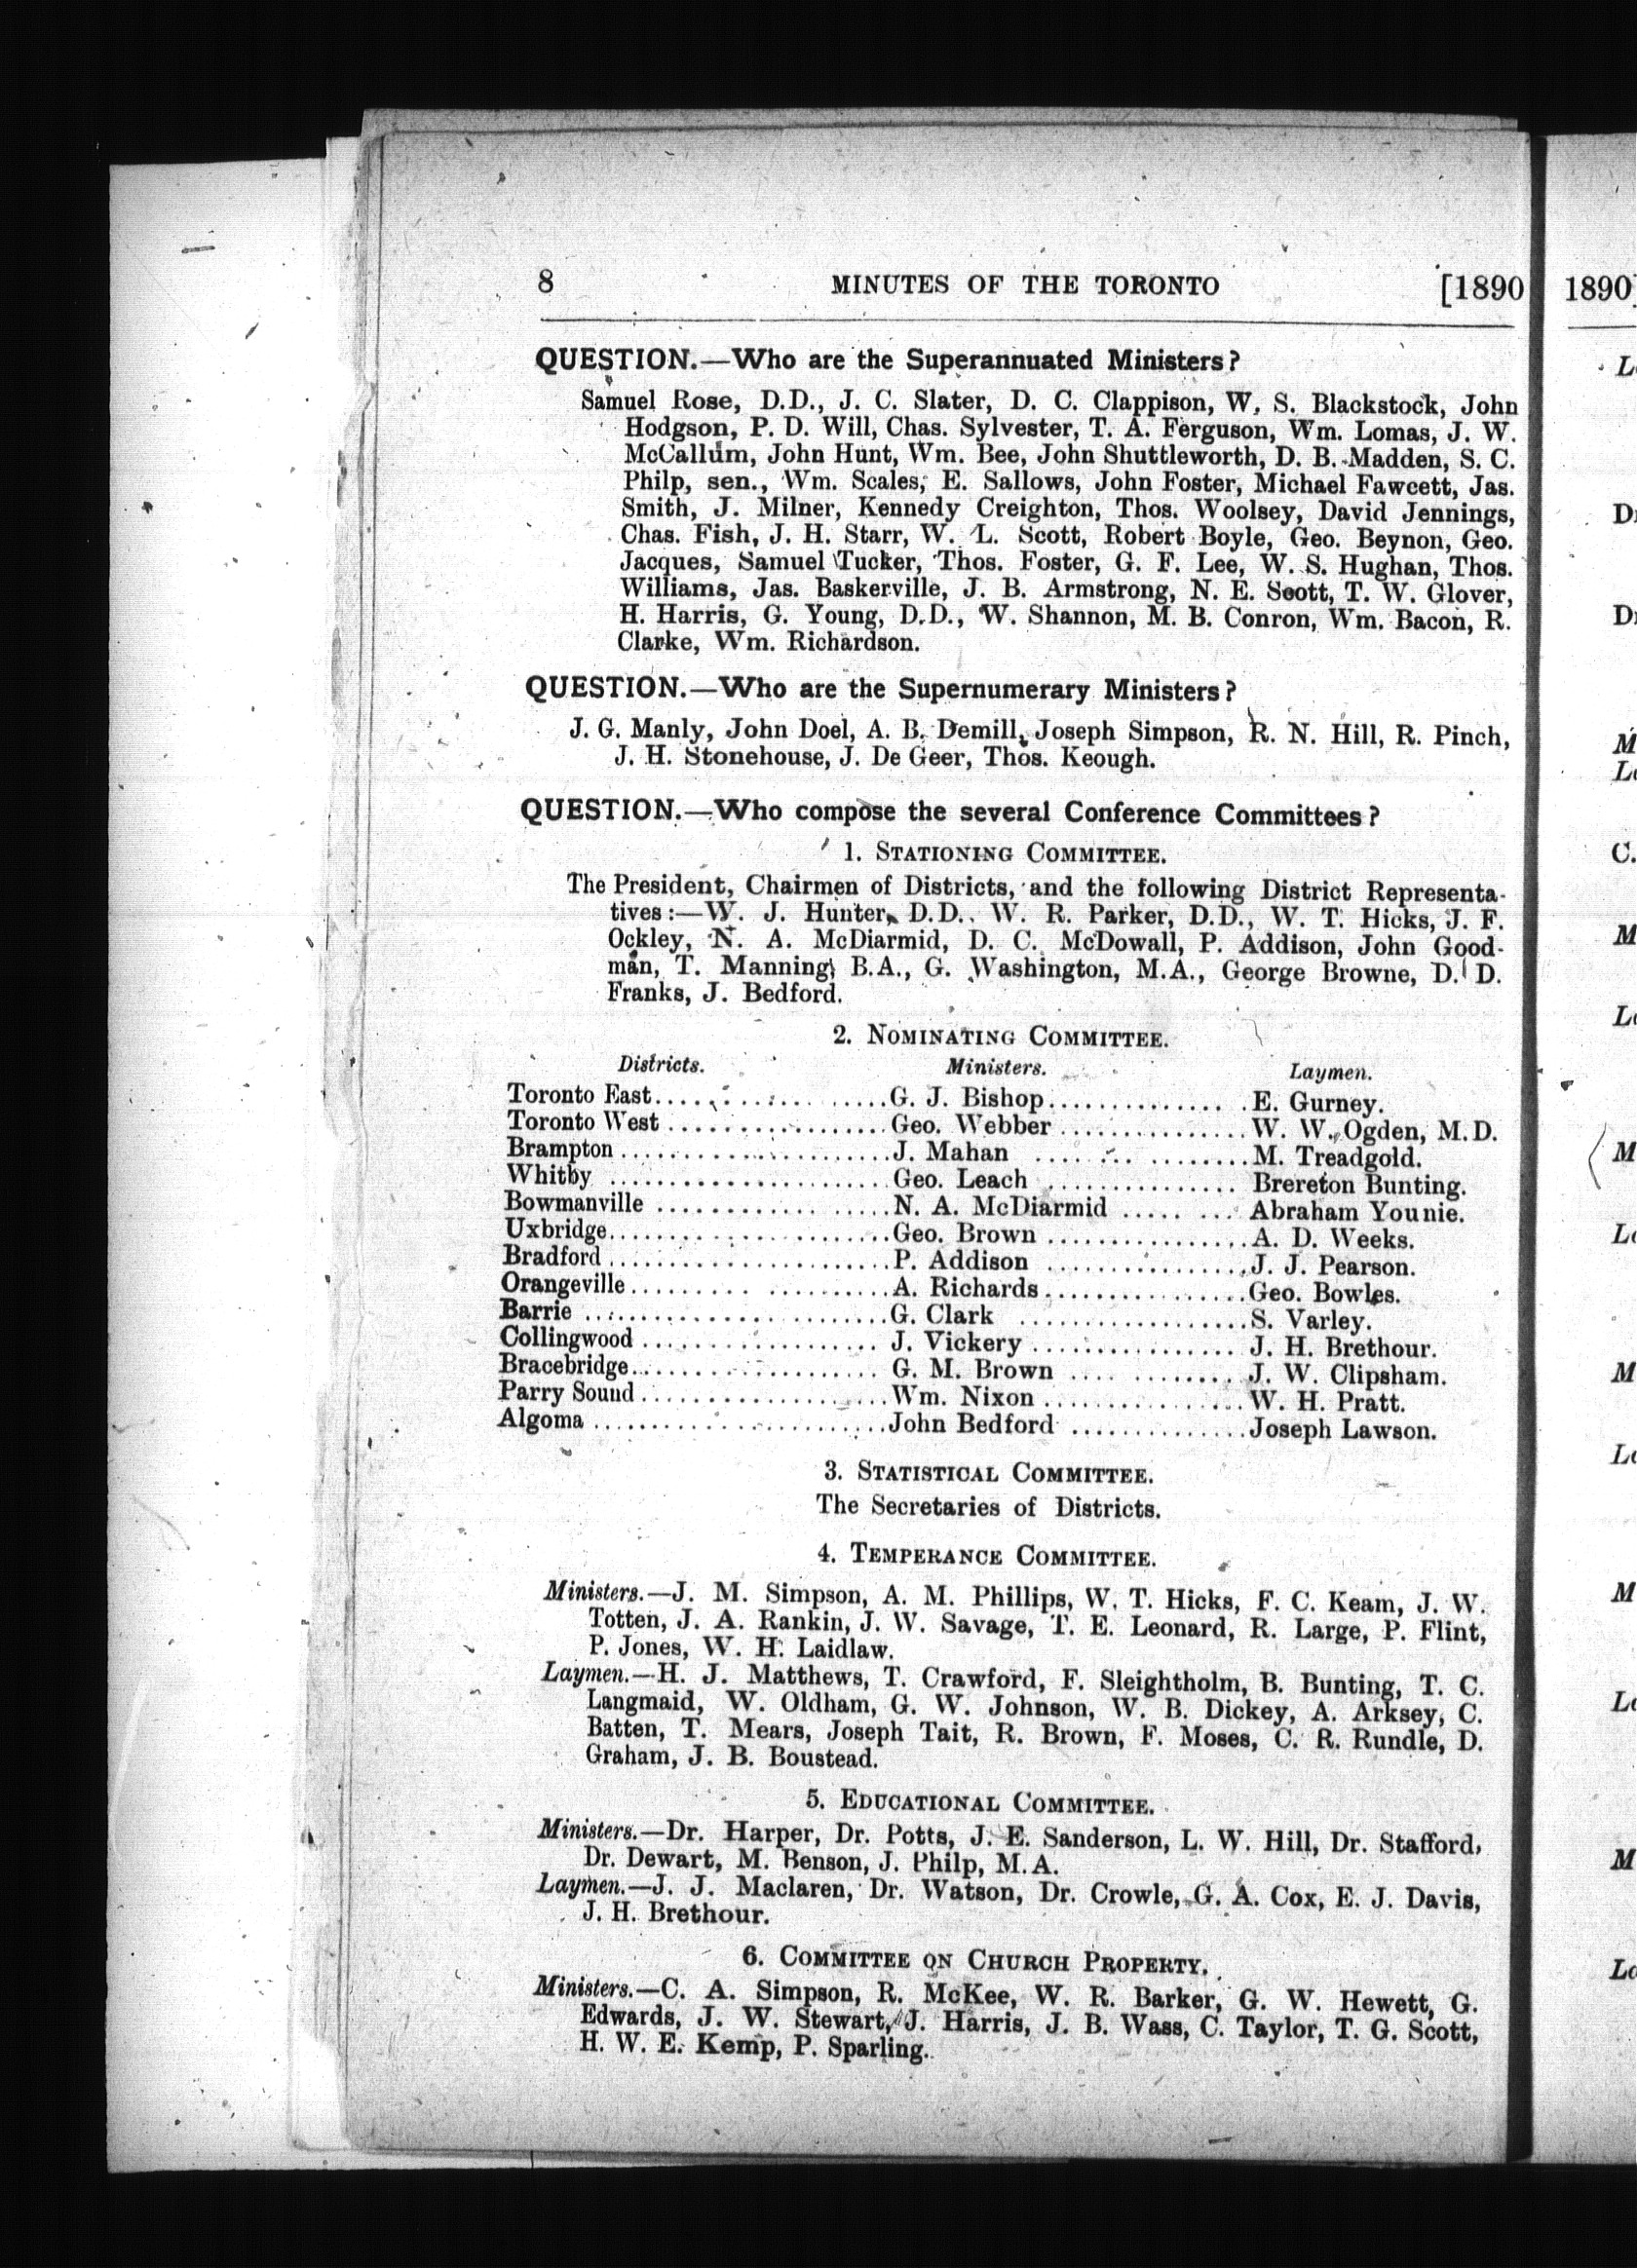 8 MINUTES OF THE TORONTO [1890
QUESTION.—Who are the Superannuated Ministers?
Samuel Rose, D.D., J. C. Slater, D. C. Clappison, W. S. Blackstock, John
Hodgson, P. D. Will, Chas. Sylvester, T. A. Ferguson, Wm. Lomas, J. W.
McCallum, John Hunt, Wm. Bee, John Shuttleworth, D. B. Madden, S. C.
Philp, sen., Wm. Scales, E. Sallows, John Foster, Michael Fawcett, Jas.
Smith, J. Milner, Kennedy Creighton, Thos. Woolsey, David Jennings,
Chas. Fish, J. H. Starr, W. L. Scott, Robert Boyle, Geo. Beynon, Geo.
Jacques, Samuel Tucker, Thos. Foster, G. F. Lee, W. S. Hughan, Thos.
Williams, Jas. Baskerville, J. B. Armstrong, N. E. Scott, T. W. Glover,
H. Harris, G. Young, D.D., W. Shannon, M. B. Conron, Wm. Bacon, R.
Clarke, Wm. Richardson.
QUESTION.—Who are the Supernumerary Ministers?
J. G. Manly, John Doel, A. B. Demill, Joseph Simpson, R. N. Hill, R. Pinch,
J. H. Stonehouse, J. De Geer, Thos. Keough.
QUESTION.—Who compose the several Conference Committees?
1. STATIONING COMMITTEE.
The President, Chairmen of Districts, and the following District Representa-
tives:—W. J. Hunter, D.D., W. R. Parker, D.D., W. T. Hicks, J. F.
Ockley, N. A. McDiarmid, D. C. McDowall, P. Addison, John Good-
man, T. Manning, B.A., G. Washington, M.A., George Browne, D. D.
Franks, J. Bedford.
2. NOMINATING COMMITTEE.
Districts. Ministers. Laymen.
Toronto East.................G. J. Bishop...............E. Gurney.
Toronto West.................Geo. Webber...............W. W. Ogden, M.D.
Brampton.................J. Mahan...............M. Treadgold.
Whitby.................Geo. Leach...............Brereton Bunting.
Bowmanville.................N. A. McDiarmid...............Abraham Younie.
Uxbridge.................Geo. Brown...............A. D. Weeks.
Bradford.................P. Addison...............J. J. Pearson.
Orangeville.................A. Richards...............Geo. Bowles.
Barrie.................G. Clark...............S. Varley.
Collingwood.................J. Vickery...............J. H. Brethour.
Bracebridge.................G. M. Brown...............J. W. Clipsham.
Parry Sound.................Wm. Nixon...............W. H. Pratt.
Algoma.................John Bedford...............Joseph Lawson.
3. STATISTICAL COMMITTEE.
The Secretaries of Districts.
4. TEMPERANCE COMMITTEE.
Ministers.—J. M. Simpson, A. M. Phillips, W. T. Hicks, F. C. Keam, J. W.
Totten, J. A. Rankin, J. W. Savage, T. E. Leonard, R. Large, P. Flint,
P. Jones, W. H. Laidlaw.
Laymen.—H. J. Matthews, T. Crawford, F. Sleightholm, B. Bunting, T. C.
Langmaid, W. Oldham, G. W. Johnson, W. B. Dickey, A. Arksey, C.
Batten, T. Mears, Joseph Tait, R. Brown, F. Moses, C. R. Rundle, D.
Graham, J. B. Boustead.
5. EDUCATIONAL COMMITTEE.
Ministers.—Dr. Harper, Dr. Potts, J. E. Sanderson, L. W. Hill, Dr. Stafford,
Dr. Dewart, M. Benson, J. Philp, M.A.
Laymen.—J. J. Maclaren, Dr. Watson, Dr. Crowle, G. A. Cox, E. J. Davis,
J. H. Brethour.
6. COMMITTEE ON CHURCH PROPERTY.
Ministers.—C. A. Simpson, R. McKee, W. R. Barker, G. W. Hewett, G.
Edwards, J. W. Stewart, J. Harris, J. B. Wass, C. Taylor, T. G. Scott,
H. W. E. Kemp, P. Sparling.
1890]